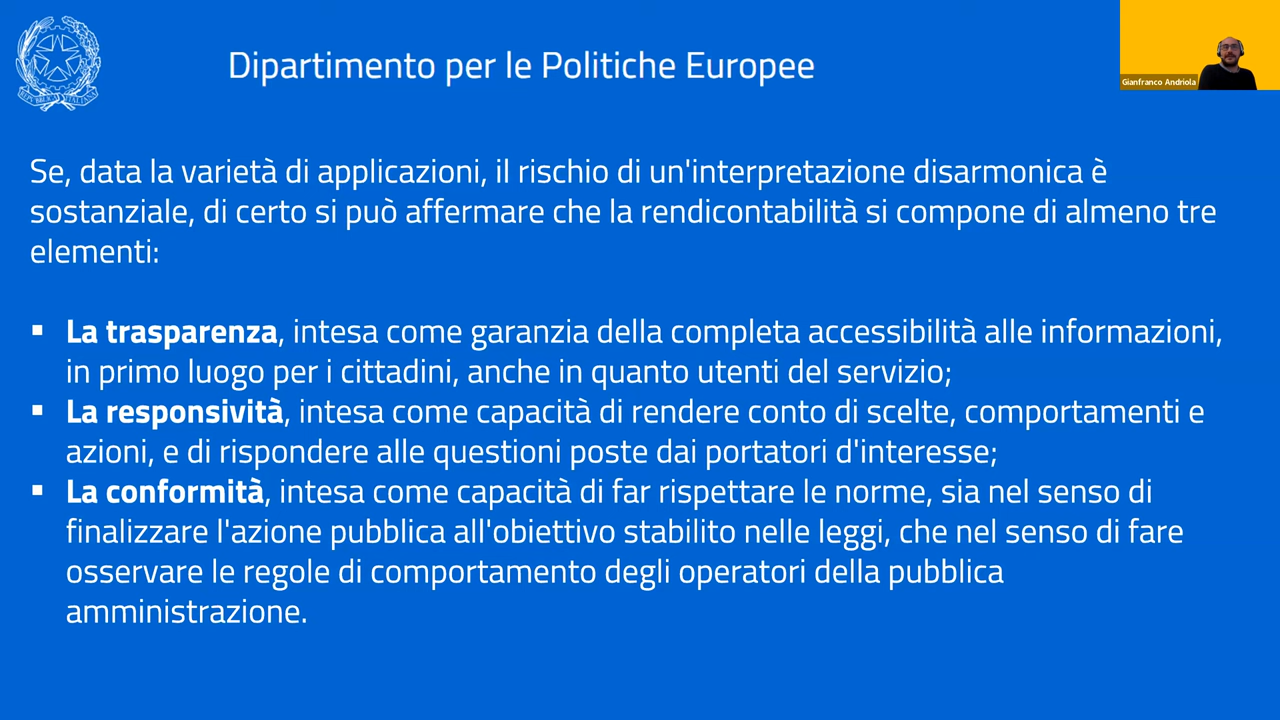 Dipartimento per le Politiche Europee
Gianfranco Andriola
Se, data la varietà di applicazioni, il rischio di un'interpretazione disarmonica è
sostanziale, di certo si può affermare che la rendicontabilità si compone di almeno tre
elementi:
▪ La trasparenza, intesa come garanzia della completa accessibilità alle informazioni,
in primo luogo per i cittadini, anche in quanto utenti del servizio;
▪ La responsività, intesa come capacità di rendere conto di scelte, comportamenti e
azioni, e di rispondere alle questioni poste dai portatori d'interesse;
▪ La conformità, intesa come capacità di far rispettare le norme, sia nel senso di
finalizzare l'azione pubblica all'obiettivo stabilito nelle leggi, che nel senso di fare
osservare le regole di comportamento degli operatori della pubblica
amministrazione.